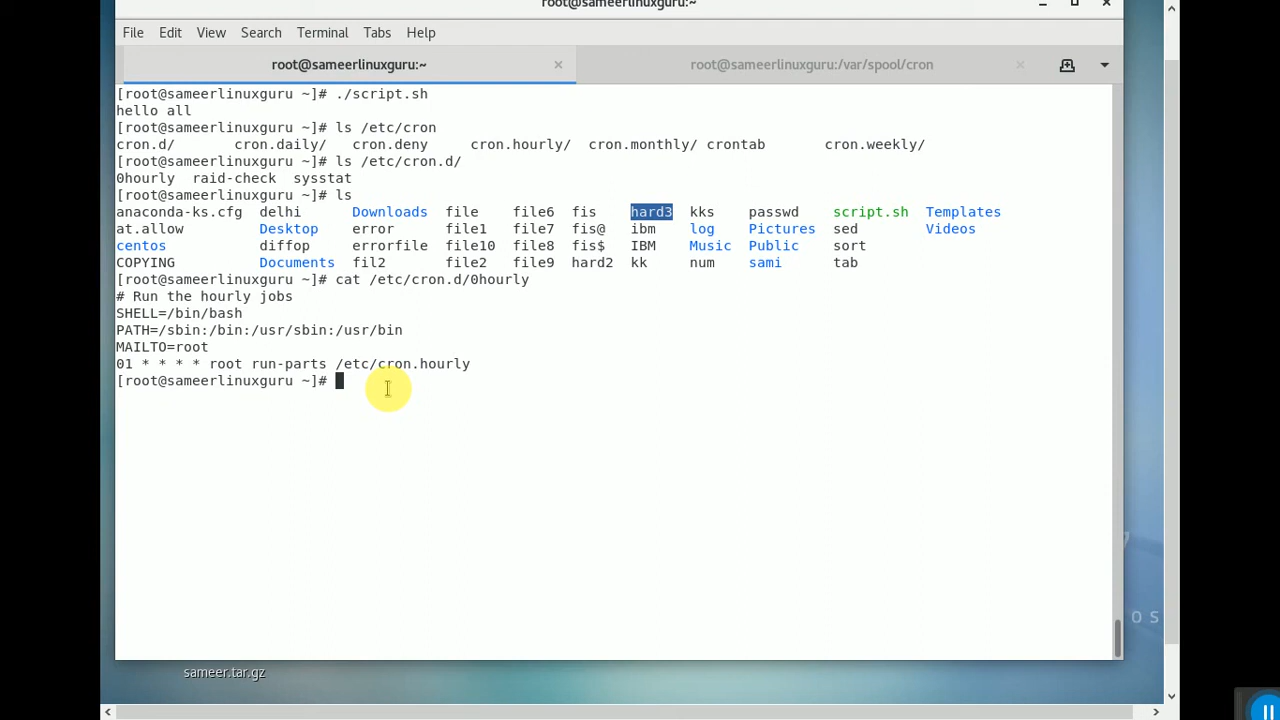 root@sameerlinuxguru:~
File Edit View Search Terminal Tabs Help
root@sameerlinuxguru:~ × root@sameerlinuxguru:/var/spool/cron ×
[root@sameerlinuxguru ~]# ./script.sh
hello all
[root@sameerlinuxguru ~]# ls /etc/cron
cron.d/ cron.daily/ cron.deny cron.hourly/ cron.monthly/ crontab cron.weekly/
[root@sameerlinuxguru ~]# ls /etc/cron.d/
0hourly raid-check sysstat
[root@sameerlinuxguru ~]# ls
anaconda-ks.cfg delhi Downloads file file6 fis hard3 kks passwd script.sh Templates
at.allow Desktop error file1 file7 fis@ ibm log Pictures sed Videos
centos diffop errorfile file10 file8 fis$ IBM Music Public sort
COPYING Documents fil2 file2 file9 hard2 kk num sami tab
[root@sameerlinuxguru ~]# cat /etc/cron.d/0hourly
# Run the hourly jobs
SHELL=/bin/bash
PATH=/sbin:/bin:/usr/sbin:/usr/bin
MAILTO=root
01 * * * * root run-parts /etc/cron.hourly
[root@sameerlinuxguru ~]#
7
OS
sameer.tar.gz